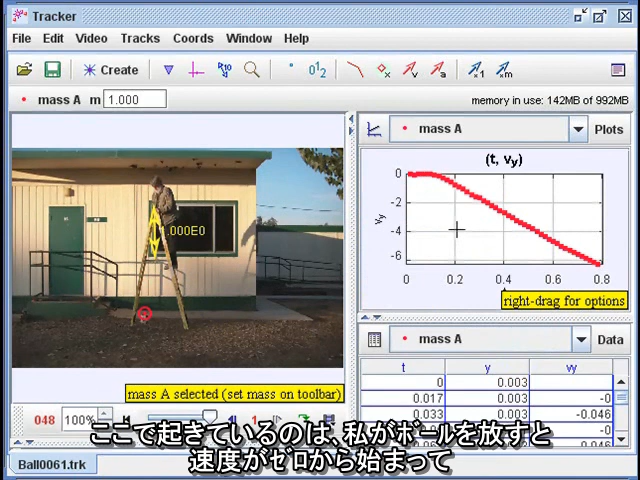 Tracker
File Edit Video Tracks Coords Window Help
Create
mass A m 1.000
memory in use: 142MB of 992MB
mass A Plots
(t, vy)
0
-2
vy
-4
-6
0 0.2 0.4 0.6 0.8
right-drag for options
1.000E0
mass A Data
t y vy
0 0.003
0.017 0.003 -0
0.033 0.003 -0.046
mass A selected (set mass on toolbar)
048 100% 1
ここで起きているのは、私がボールを放すと
速度がゼロから始まって
Ball0061.trk